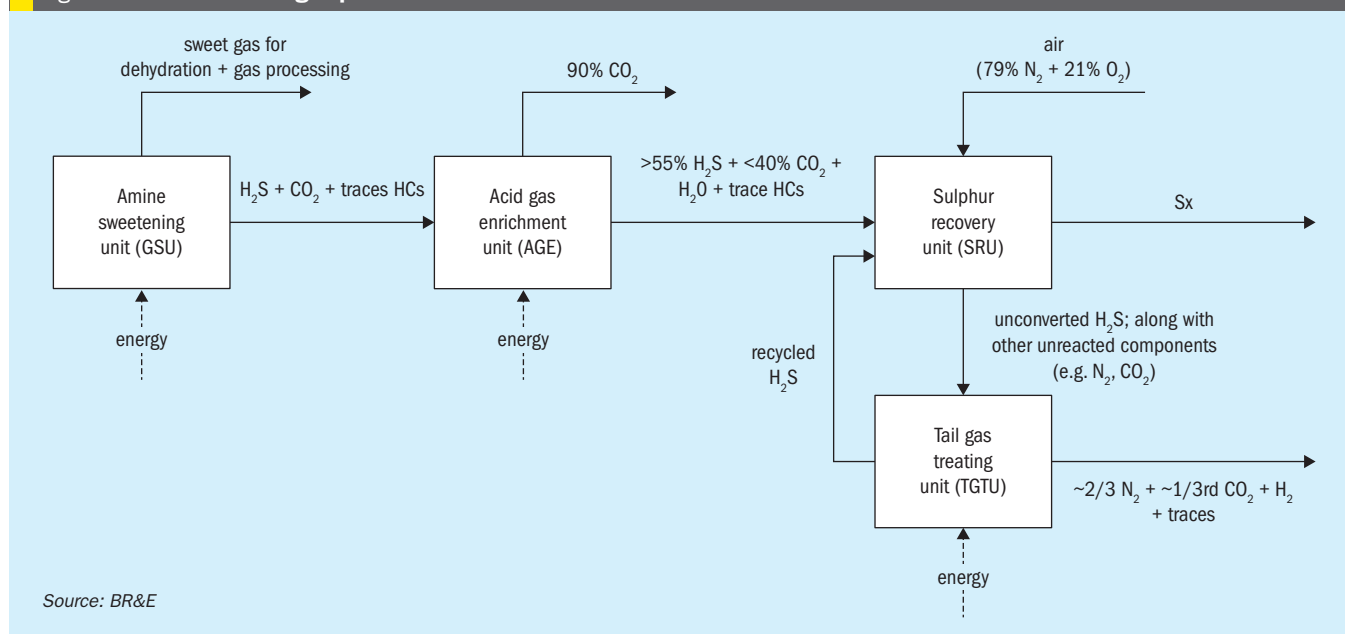 sweet gas for
dehydration + gas processing
90% CO₂
air
(79% N₂ + 21% O₂)
Amine
sweetening
unit (GSU)
H₂S + CO₂ + traces HCs
Acid gas
enrichment
unit (AGE)
>55% H₂S + <40% CO₂ +
H₂0 + trace HCs
Sulphur
recovery
unit (SRU)
Sx
energy
energy
recycled
H₂S
unconverted H₂S; along with
other unreacted components
(e.g. N₂, CO₂)
Tail gas
treating
unit (TGTU)
~2/3 N₂ + ~1/3rd CO₂ + H₂
+ traces
energy
Source: BR&E